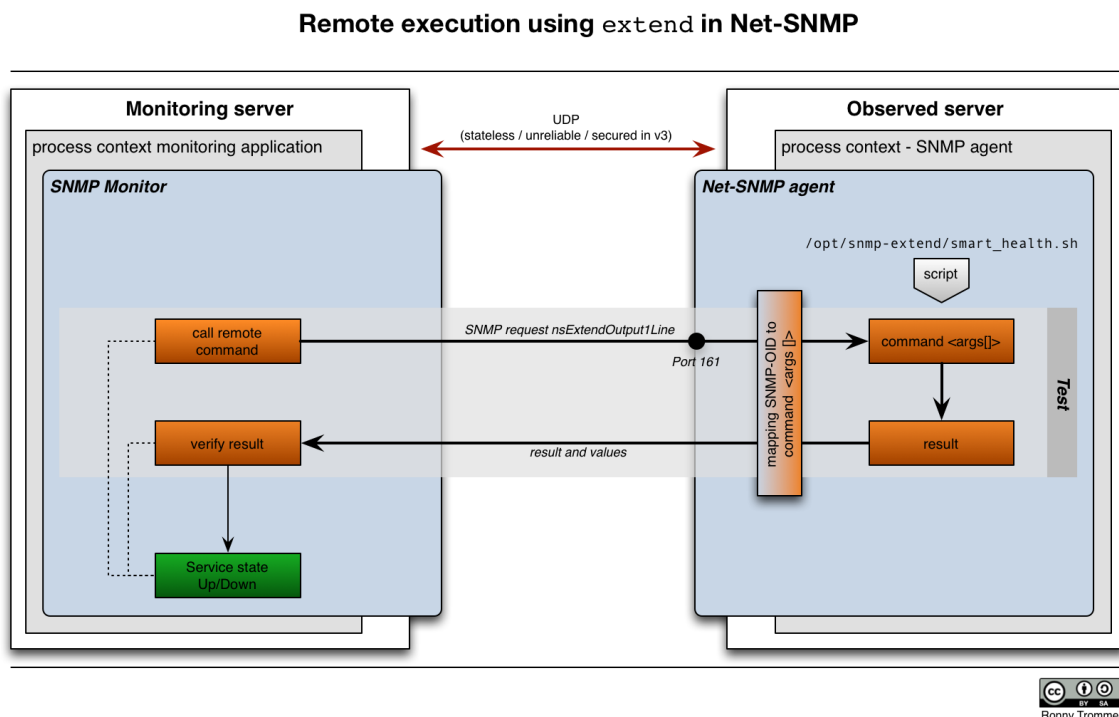 Remote execution using extend in Net-SNMP
Monitoring server
process context monitoring application
SNMP Monitor
UDP
(stateless / unreliable / secured in v3)
Observed server
process context - SNMP agent
Net-SNMP agent
/opt/snmp-extend/smart_health.sh
script
call remote
command
SNMP request nsExtendOutput1Line
Port 161
mapping SNMP-OID to
command <args []>
command <args[]>
Test
verify result
result and values
result
Service state
Up/Down
cc
BY SA